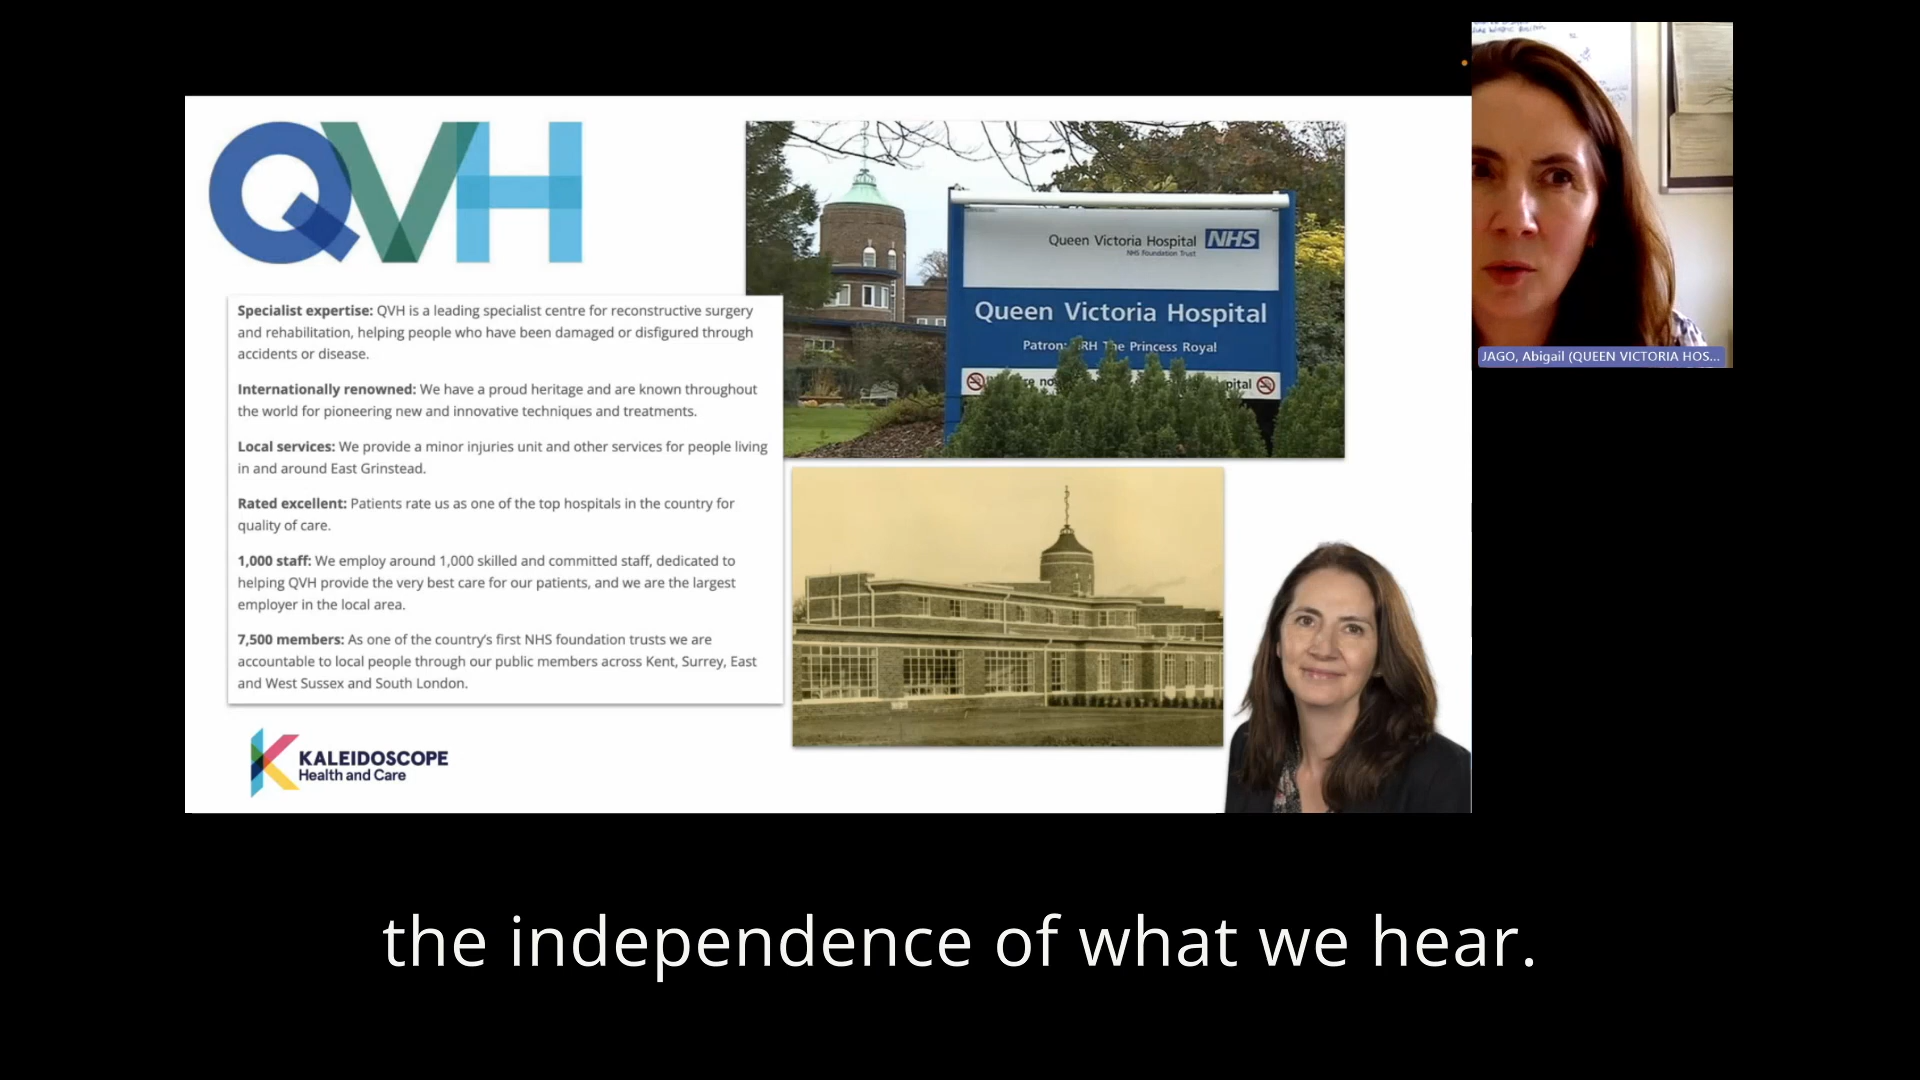 QVH
Queen Victoria Hospital NHS
NHS Foundation Trust
Queen Victoria Hospital
Patron: HRH The Princess Royal
Specialist expertise: QVH is a leading specialist centre for reconstructive surgery
and rehabilitation, helping people who have been damaged or disfigured through
accidents or disease.
Internationally renowned: We have a proud heritage and are known throughout
the world for pioneering new and innovative techniques and treatments.
Local services: We provide a minor injuries unit and other services for people living
in and around East Grinstead.
Rated excellent: Patients rate us as one of the top hospitals in the country for
quality of care.
1,000 staff: We employ around 1,000 skilled and committed staff, dedicated to
helping QVH provide the very best care for our patients, and we are the largest
employer in the local area.
7,500 members: As one of the country's first NHS foundation trusts we are
accountable to local people through our public members across Kent, Surrey, East
and West Sussex and South London.
KALEIDOSCOPE
Health and Care
JAGO, Abigail (QUEEN VICTORIA HOS...
the independence of what we hear.